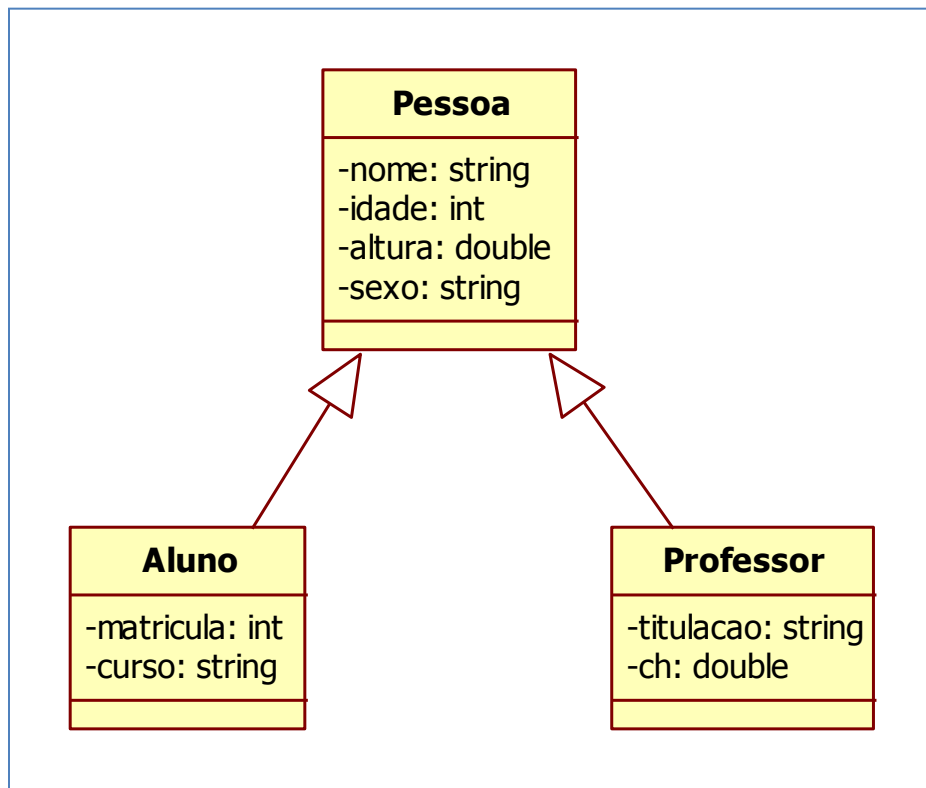 Pessoa
-nome: string
-idade: int
-altura: double
-sexo: string
Aluno
-matricula: int
-curso: string
Professor
-titulacao: string
-ch: double